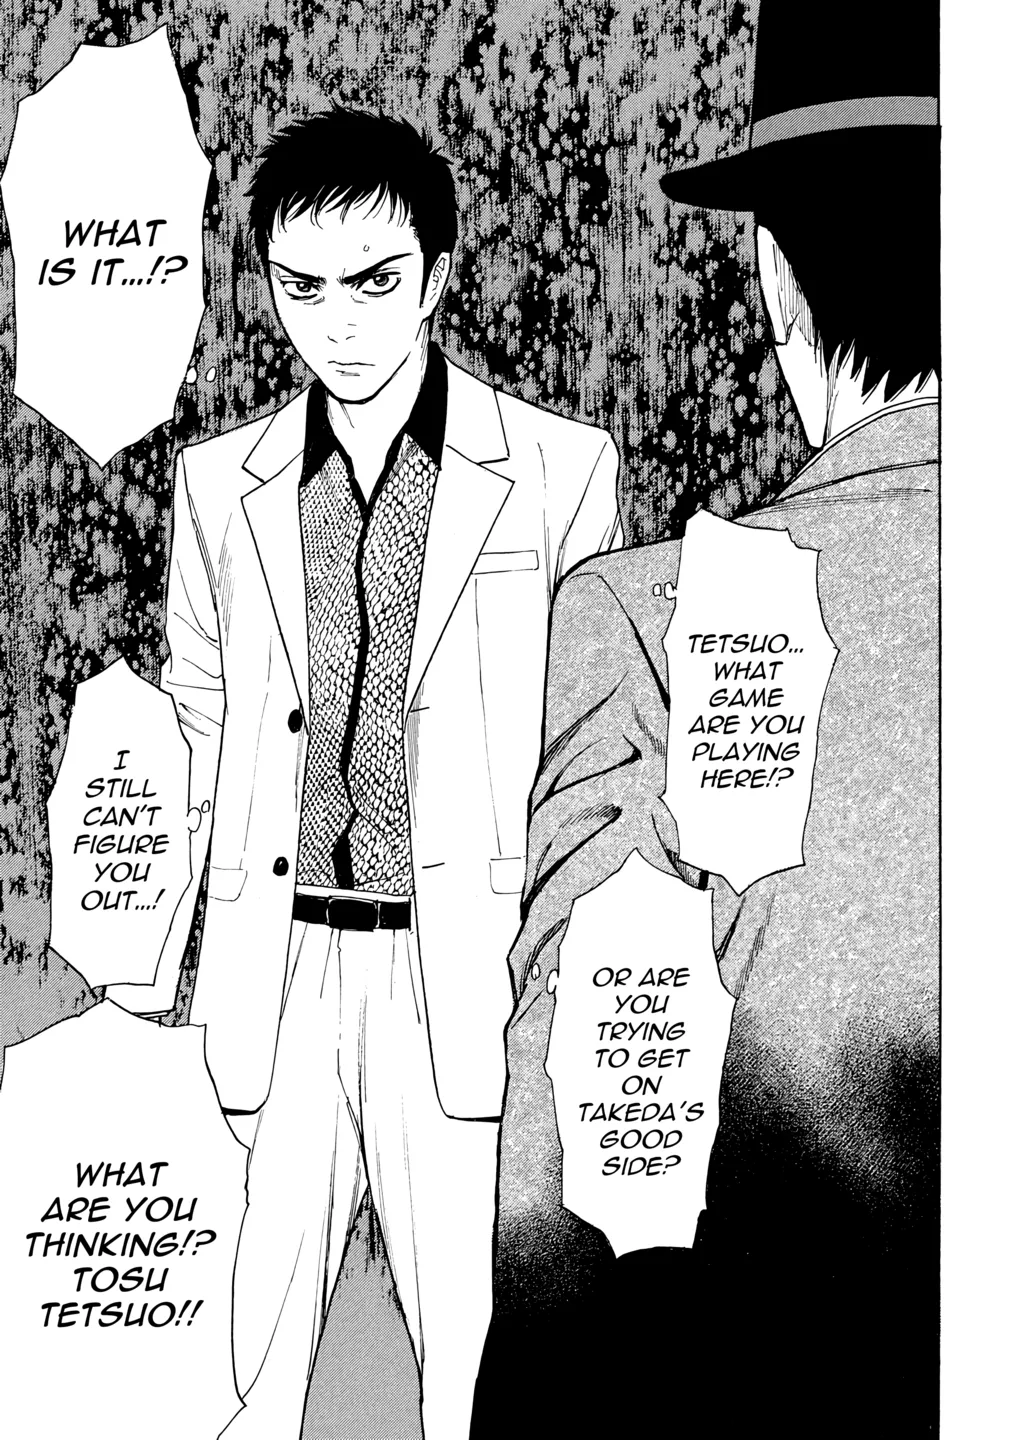 TETSUO...
WHAT
GAME
ARE YOU
PLAYING
HERE!?
OR ARE
YOU
TRYING
TO GET
ON
TAKEDA'S
GOOD
SIDE?
WHAT
IS IT...!?
I
STILL
CAN'T
FIGURE
YOU
OUT...!
WHAT
ARE YOU
THINKING!?
TOSU
TETSUO!!